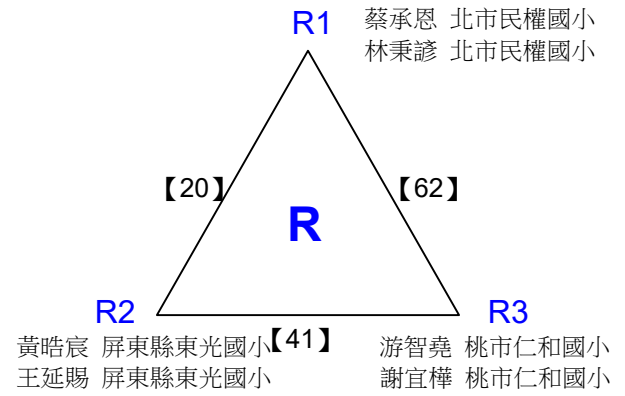 R1
蔡承恩 北市民權國小
林秉諺 北市民權國小
【20】
【62】
R
R2
R3
黃晧宸 屏東縣東光國小
【41】
游智堯 桃市仁和國小
王延賜 屏東縣東光國小
謝宜樺 桃市仁和國小